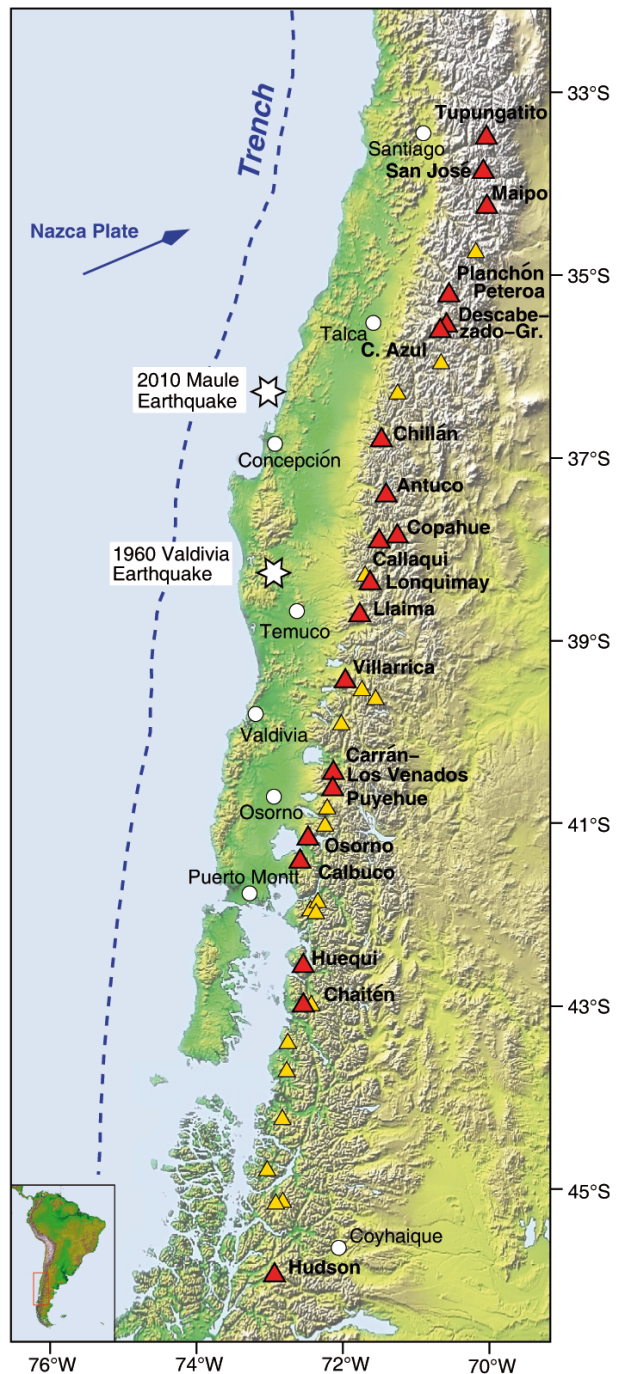 33°S
Tupungatito
Trench
Santiago
San José
Maipo
Nazca Plate
35°S
Planchón
Peteroa
Descabe–
zado–Gr.
Talca
C. Azul
2010 Maule
Earthquake
Chillán
37°S
Concepción
Antuco
Copahue
1960 Valdivia
Earthquake
Callaqui
Lonquimay
Llaima
Temuco
39°S
Villarrica
Valdivia
Carrán–
Los Venados
Puyehue
Osorno
41°S
Osorno
Calbuco
Puerto Montt
Huequi
Chaitén
43°S
45°S
Coyhaique
Hudson
76°W
74°W
72°W
70°W